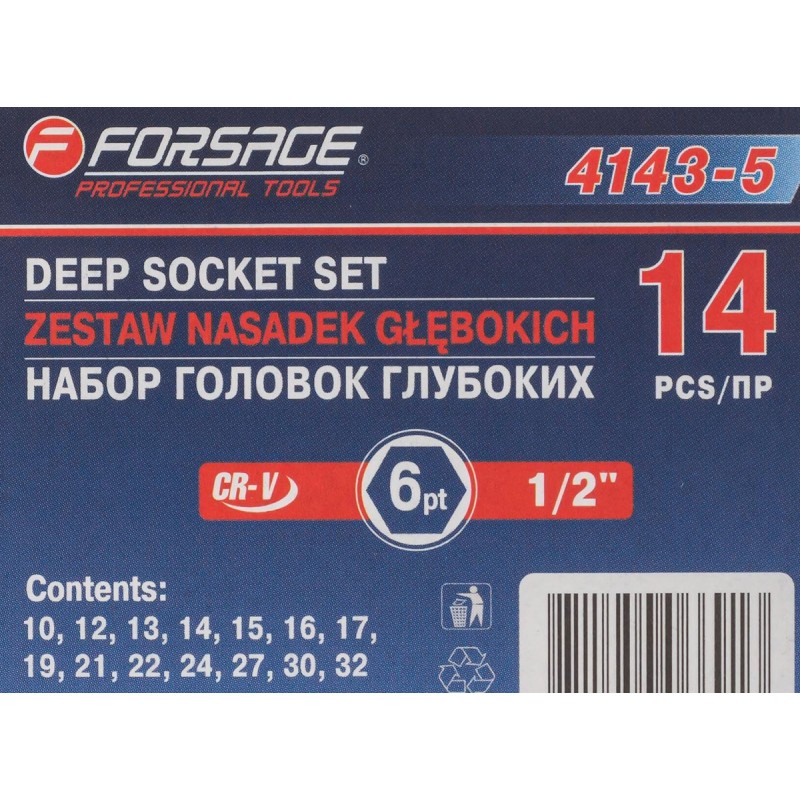 F FORSAGE®
PROFESSIONAL TOOLS
4143-5
DEEP SOCKET SET
ZESTAW NASADEK GŁĘBOKICH
НАБОР ГОЛОВОК ГЛУБОКИХ
14
PCS/ПР
CR-V
6pt
1/2"
Contents:
10, 12, 13, 14, 15, 16, 17,
19, 21, 22, 24, 27, 30, 32